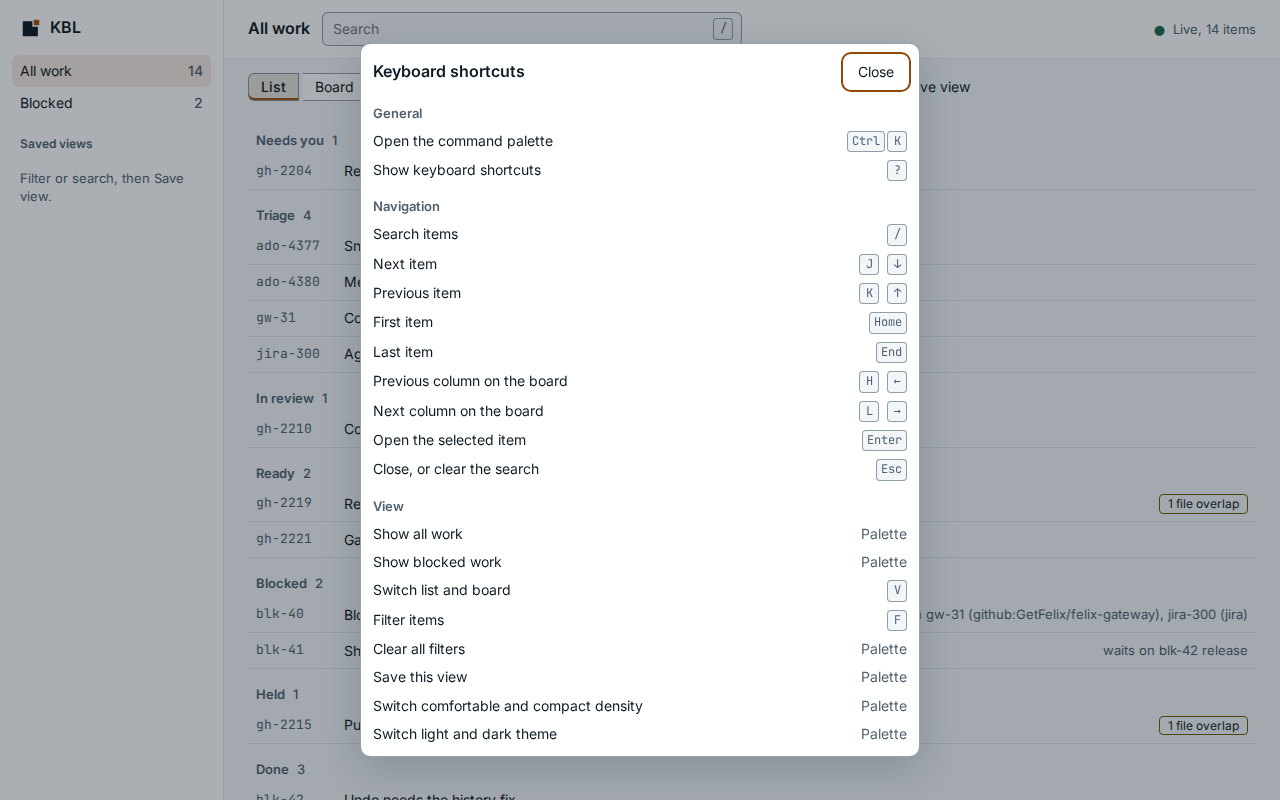 KBL
All work 14
Blocked 2
Saved views
Filter or search, then Save
view.
All work
Search /
Live, 14 items
List Board
view
Needs you 1
gh-2204
Triage 4
ado-4377
ado-4380
gw-31
jira-300
In review 1
gh-2210
Ready 2
gh-2219 1 file overlap
gh-2221
Blocked 2
blk-40 gw-31 (github:GetFelix/felix-gateway), jira-300 (jira)
blk-41 waits on blk-42 release
Held 1
gh-2215 1 file overlap
Done 3
blk-42 Undo needs the history fix
Keyboard shortcuts Close
General
Open the command palette Ctrl K
Show keyboard shortcuts ?
Navigation
Search items /
Next item J ↓
Previous item K ↑
First item Home
Last item End
Previous column on the board H ←
Next column on the board L →
Open the selected item Enter
Close, or clear the search Esc
View
Show all work Palette
Show blocked work Palette
Switch list and board V
Filter items F
Clear all filters Palette
Save this view Palette
Switch comfortable and compact density Palette
Switch light and dark theme Palette